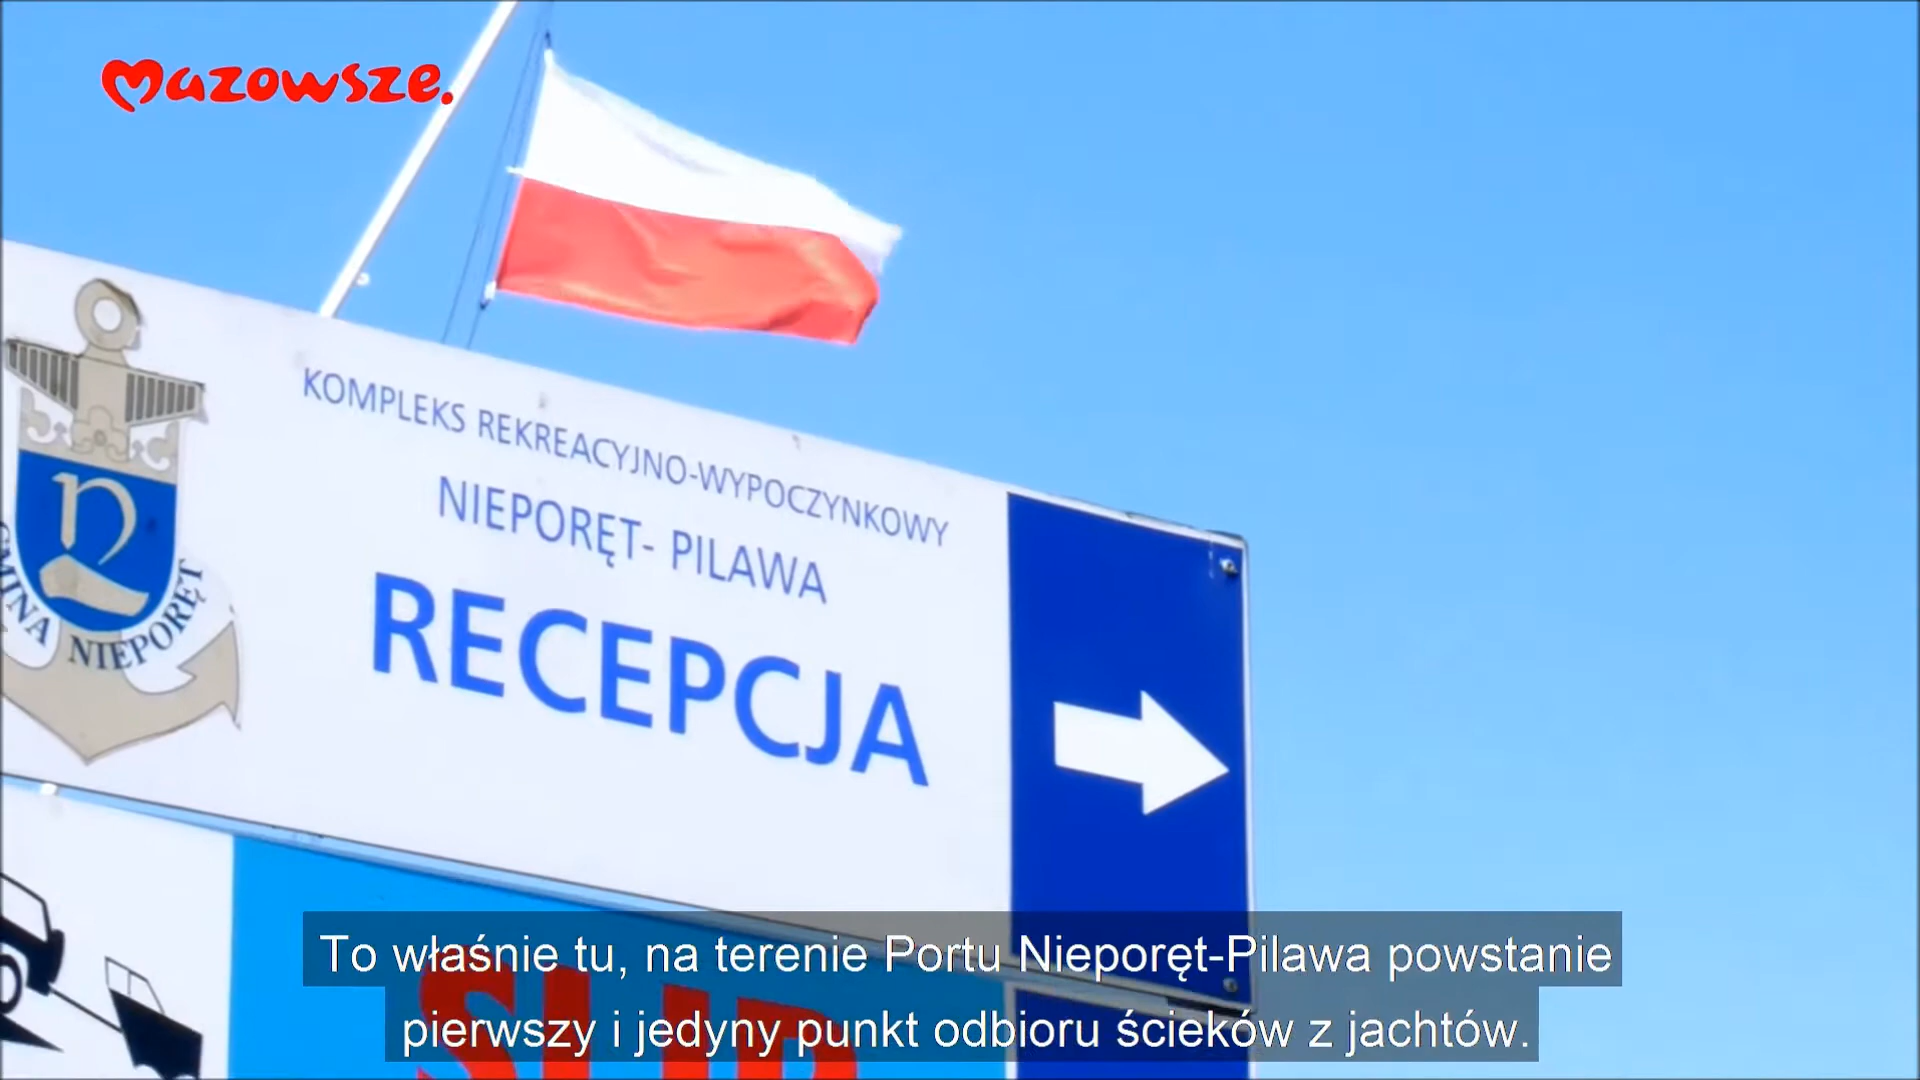 Mazowsze.
KOMPLEKS REKREACYJNO-WYPOCZYNKOWY
NIEPORĘT- PILAWA
RECEPCJA
GMINA NIEPORĘT
SLIP
To właśnie tu, na terenie Portu Nieporęt-Pilawa powstanie
pierwszy i jedyny punkt odbioru ścieków z jachtów.